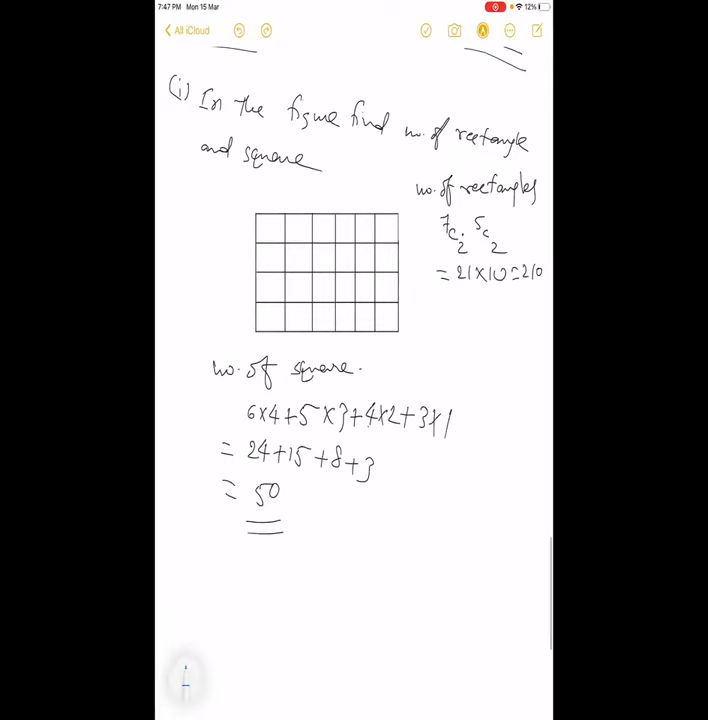 7:47 PM Mon 15 Mar
12%
All iCloud
(i) In the figure find no. of rectangle
and square
no. of rectangles
7c2 . 5c2
= 21×10 = 210
no. of square.
6×4+5×3+4×2+3×1
= 24+15+8+3
= 50